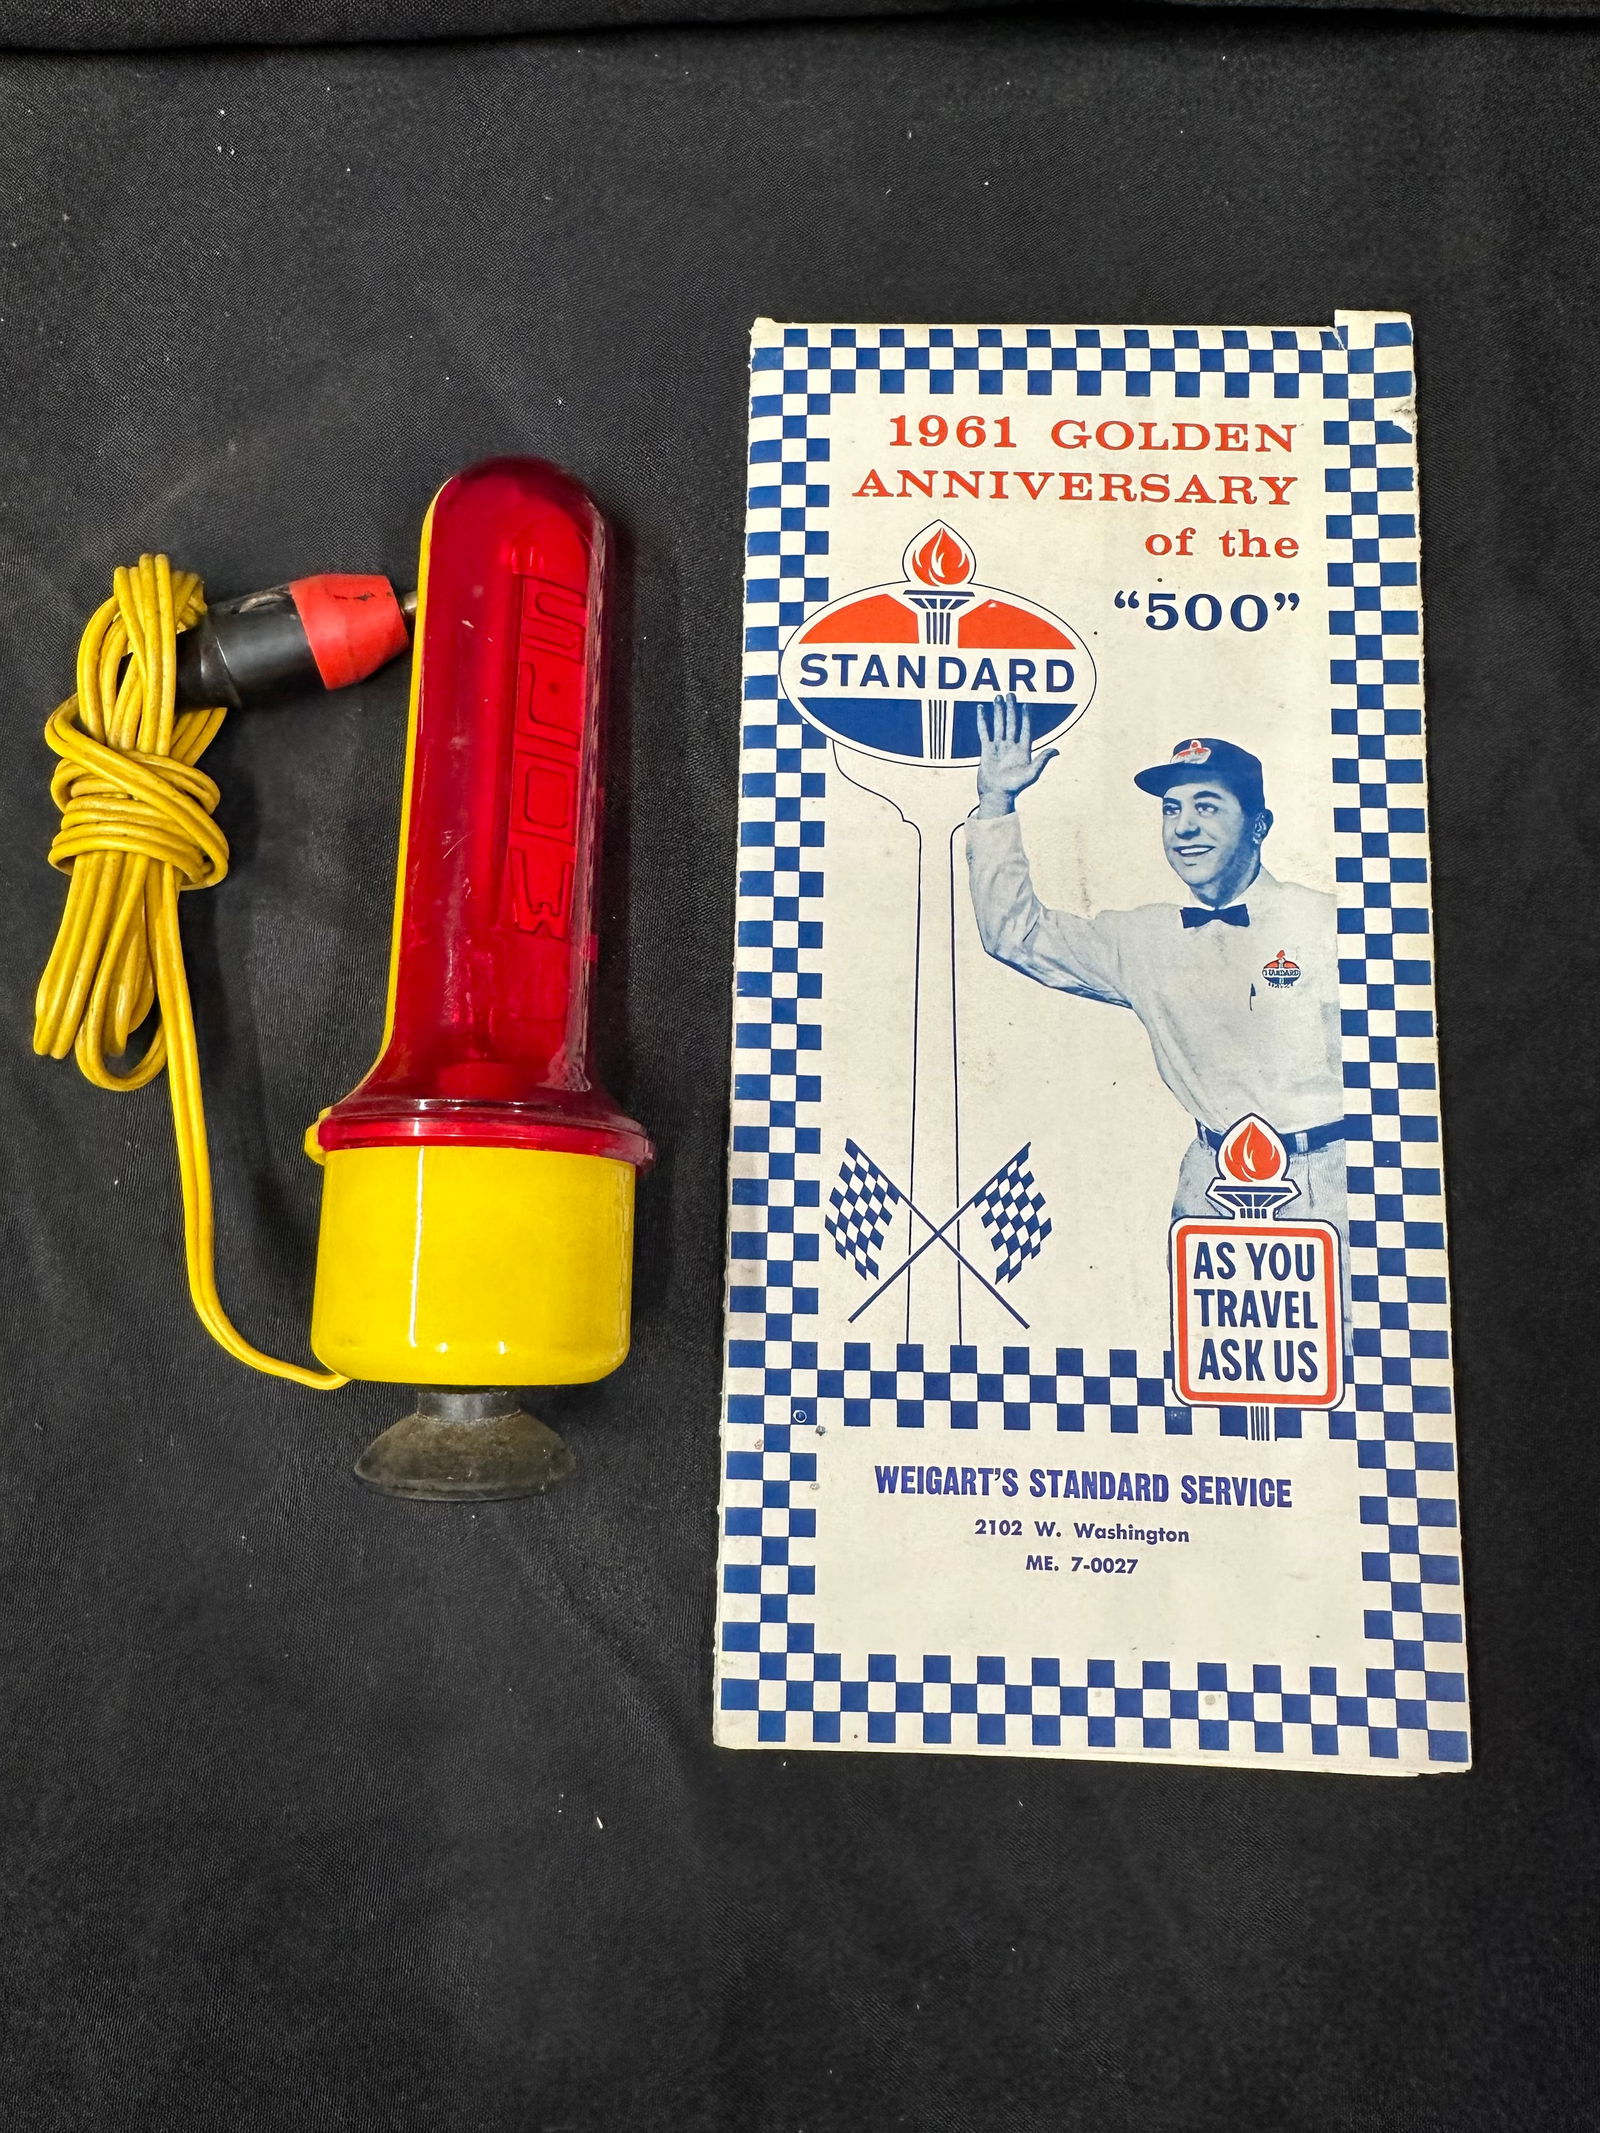 1961 GOLDEN
ANNIVERSARY
of the
"500"
STANDARD
STANDARD
AS YOU
TRAVEL
ASK US
WEIGART'S STANDARD SERVICE
2102 W. Washington
ME. 7-0027